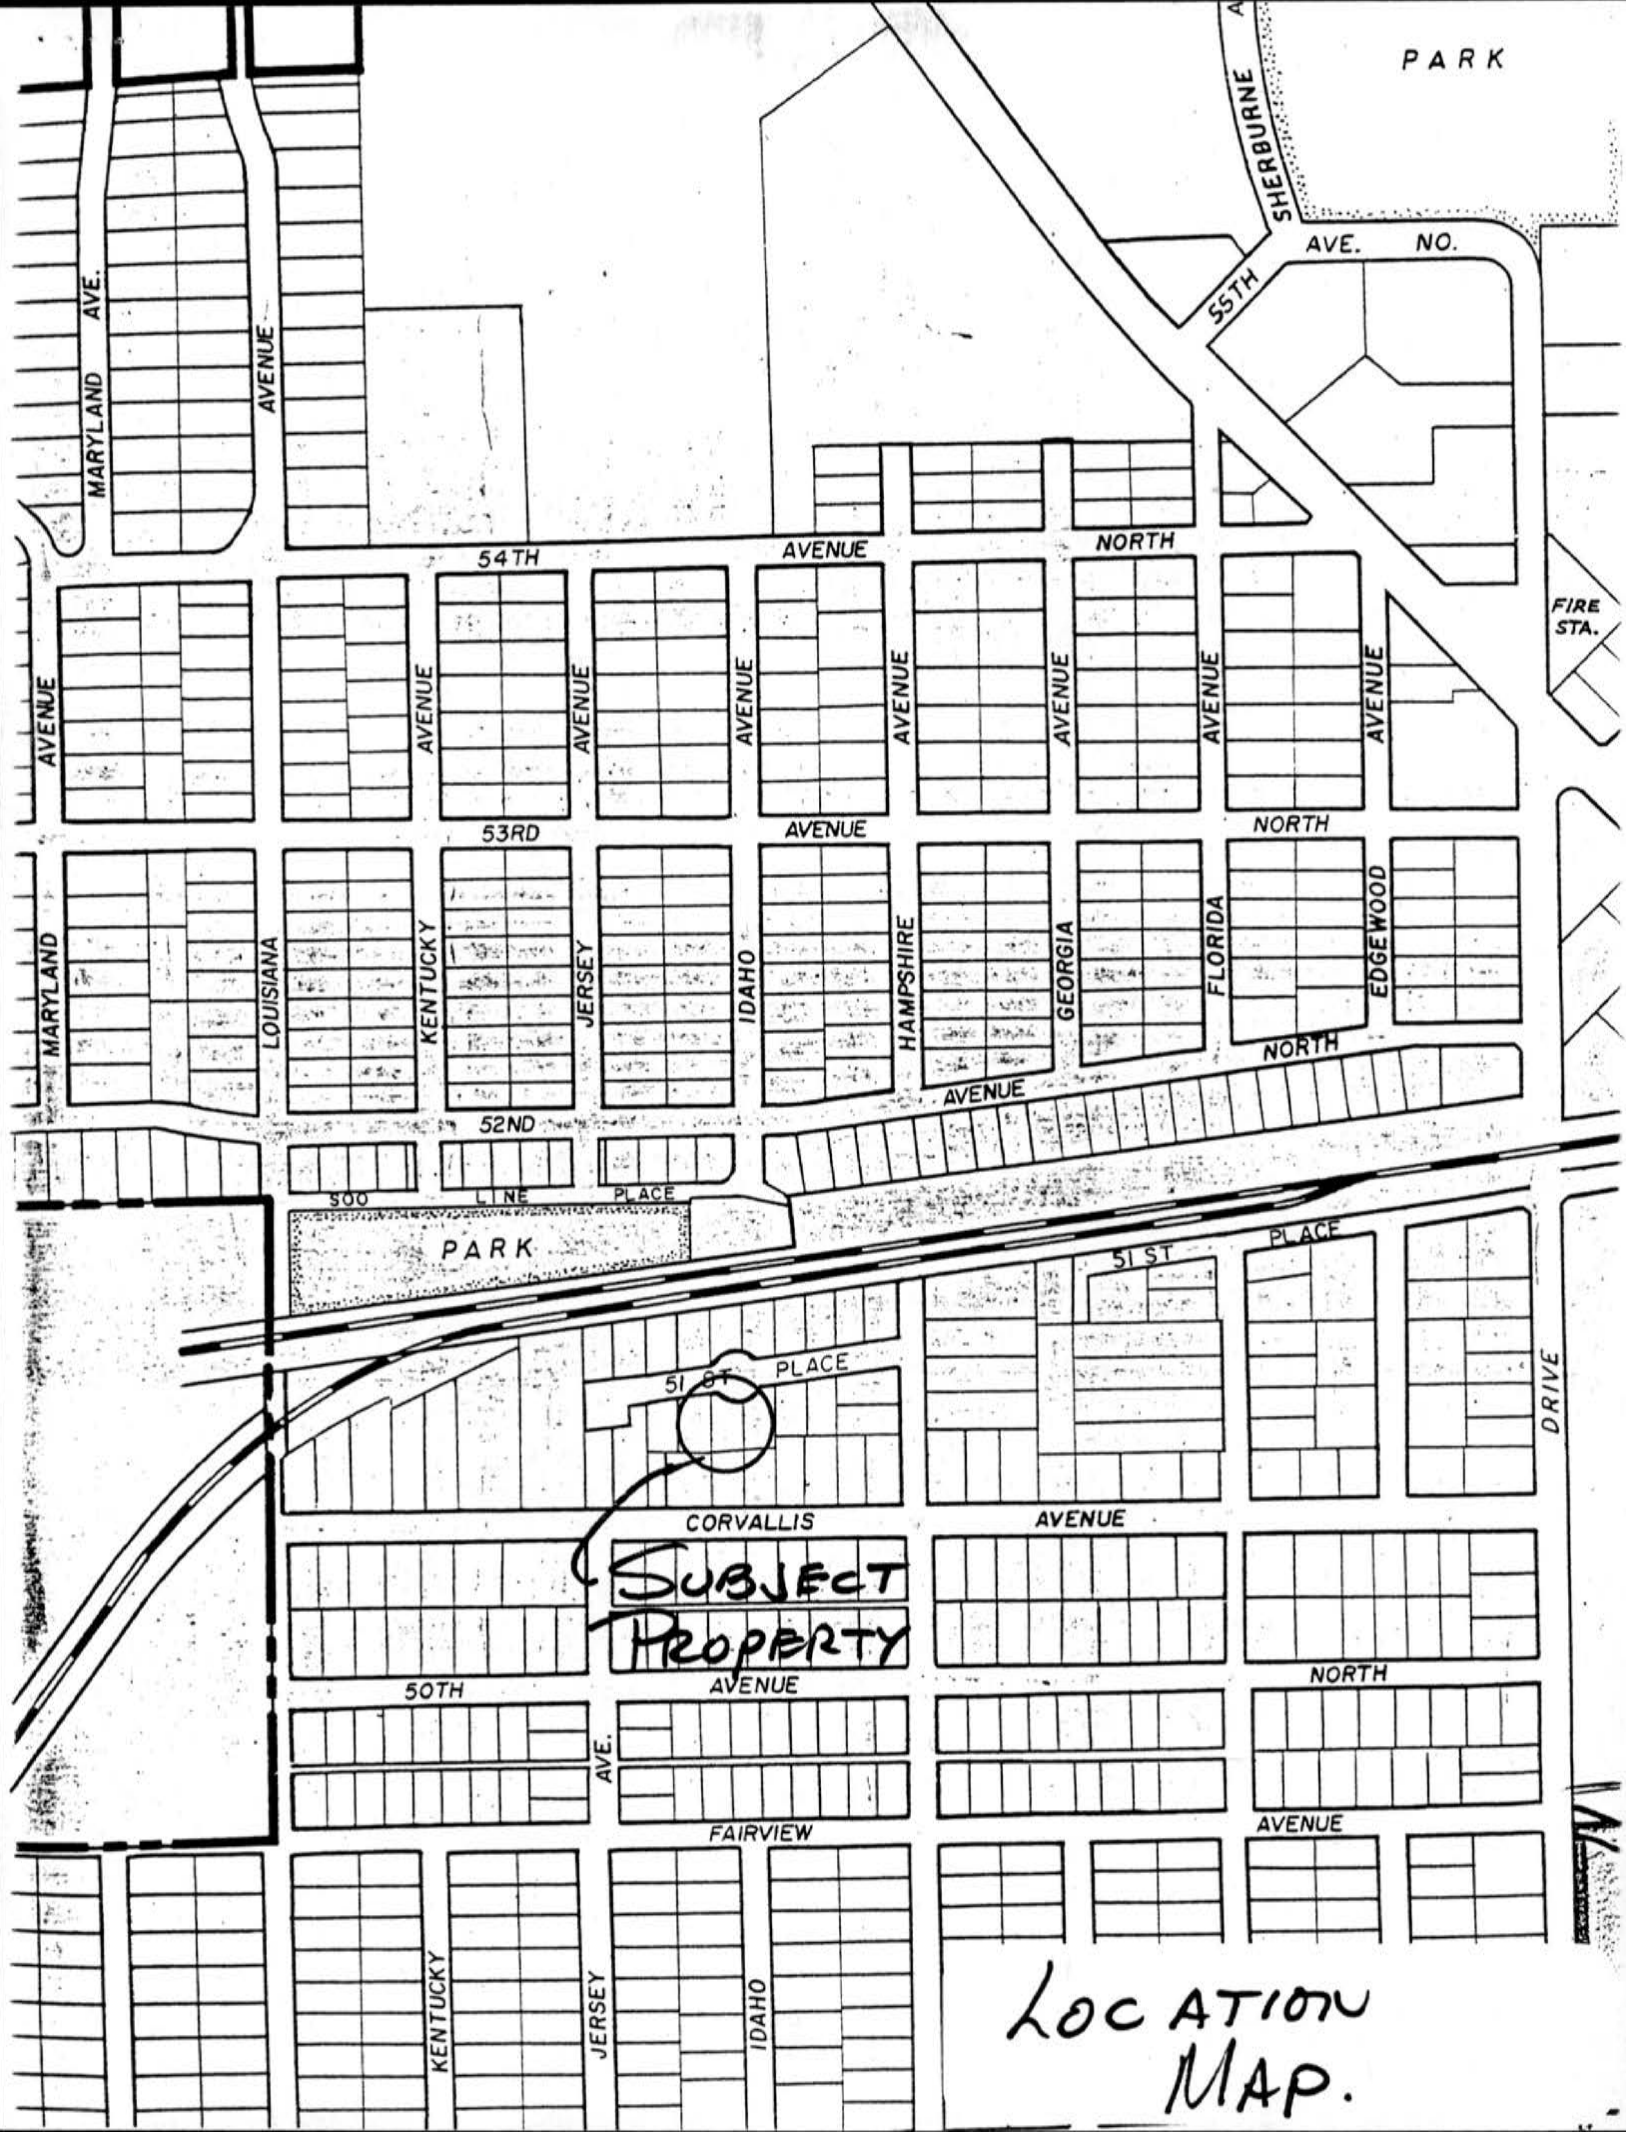 PARK
SHERBURNE A
AVE. NO.
55TH
MARYLAND AVE.
AVENUE
54TH AVENUE NORTH
FIRE
STA.
AVENUE
AVENUE
AVENUE
AVENUE
AVENUE
AVENUE
AVENUE
AVENUE
53RD AVENUE NORTH
MARYLAND
LOUISIANA
KENTUCKY
JERSEY
IDAHO
HAMPSHIRE
GEORGIA
FLORIDA
EDGEWOOD
52ND AVENUE NORTH
SOO LINE PLACE
PARK
51 ST PLACE
51 ST PLACE
DRIVE
CORVALLIS AVENUE
SUBJECT
PROPERTY
50TH AVENUE NORTH
AVE.
FAIRVIEW AVENUE
KENTUCKY
JERSEY
IDAHO
LOCATION
MAP.